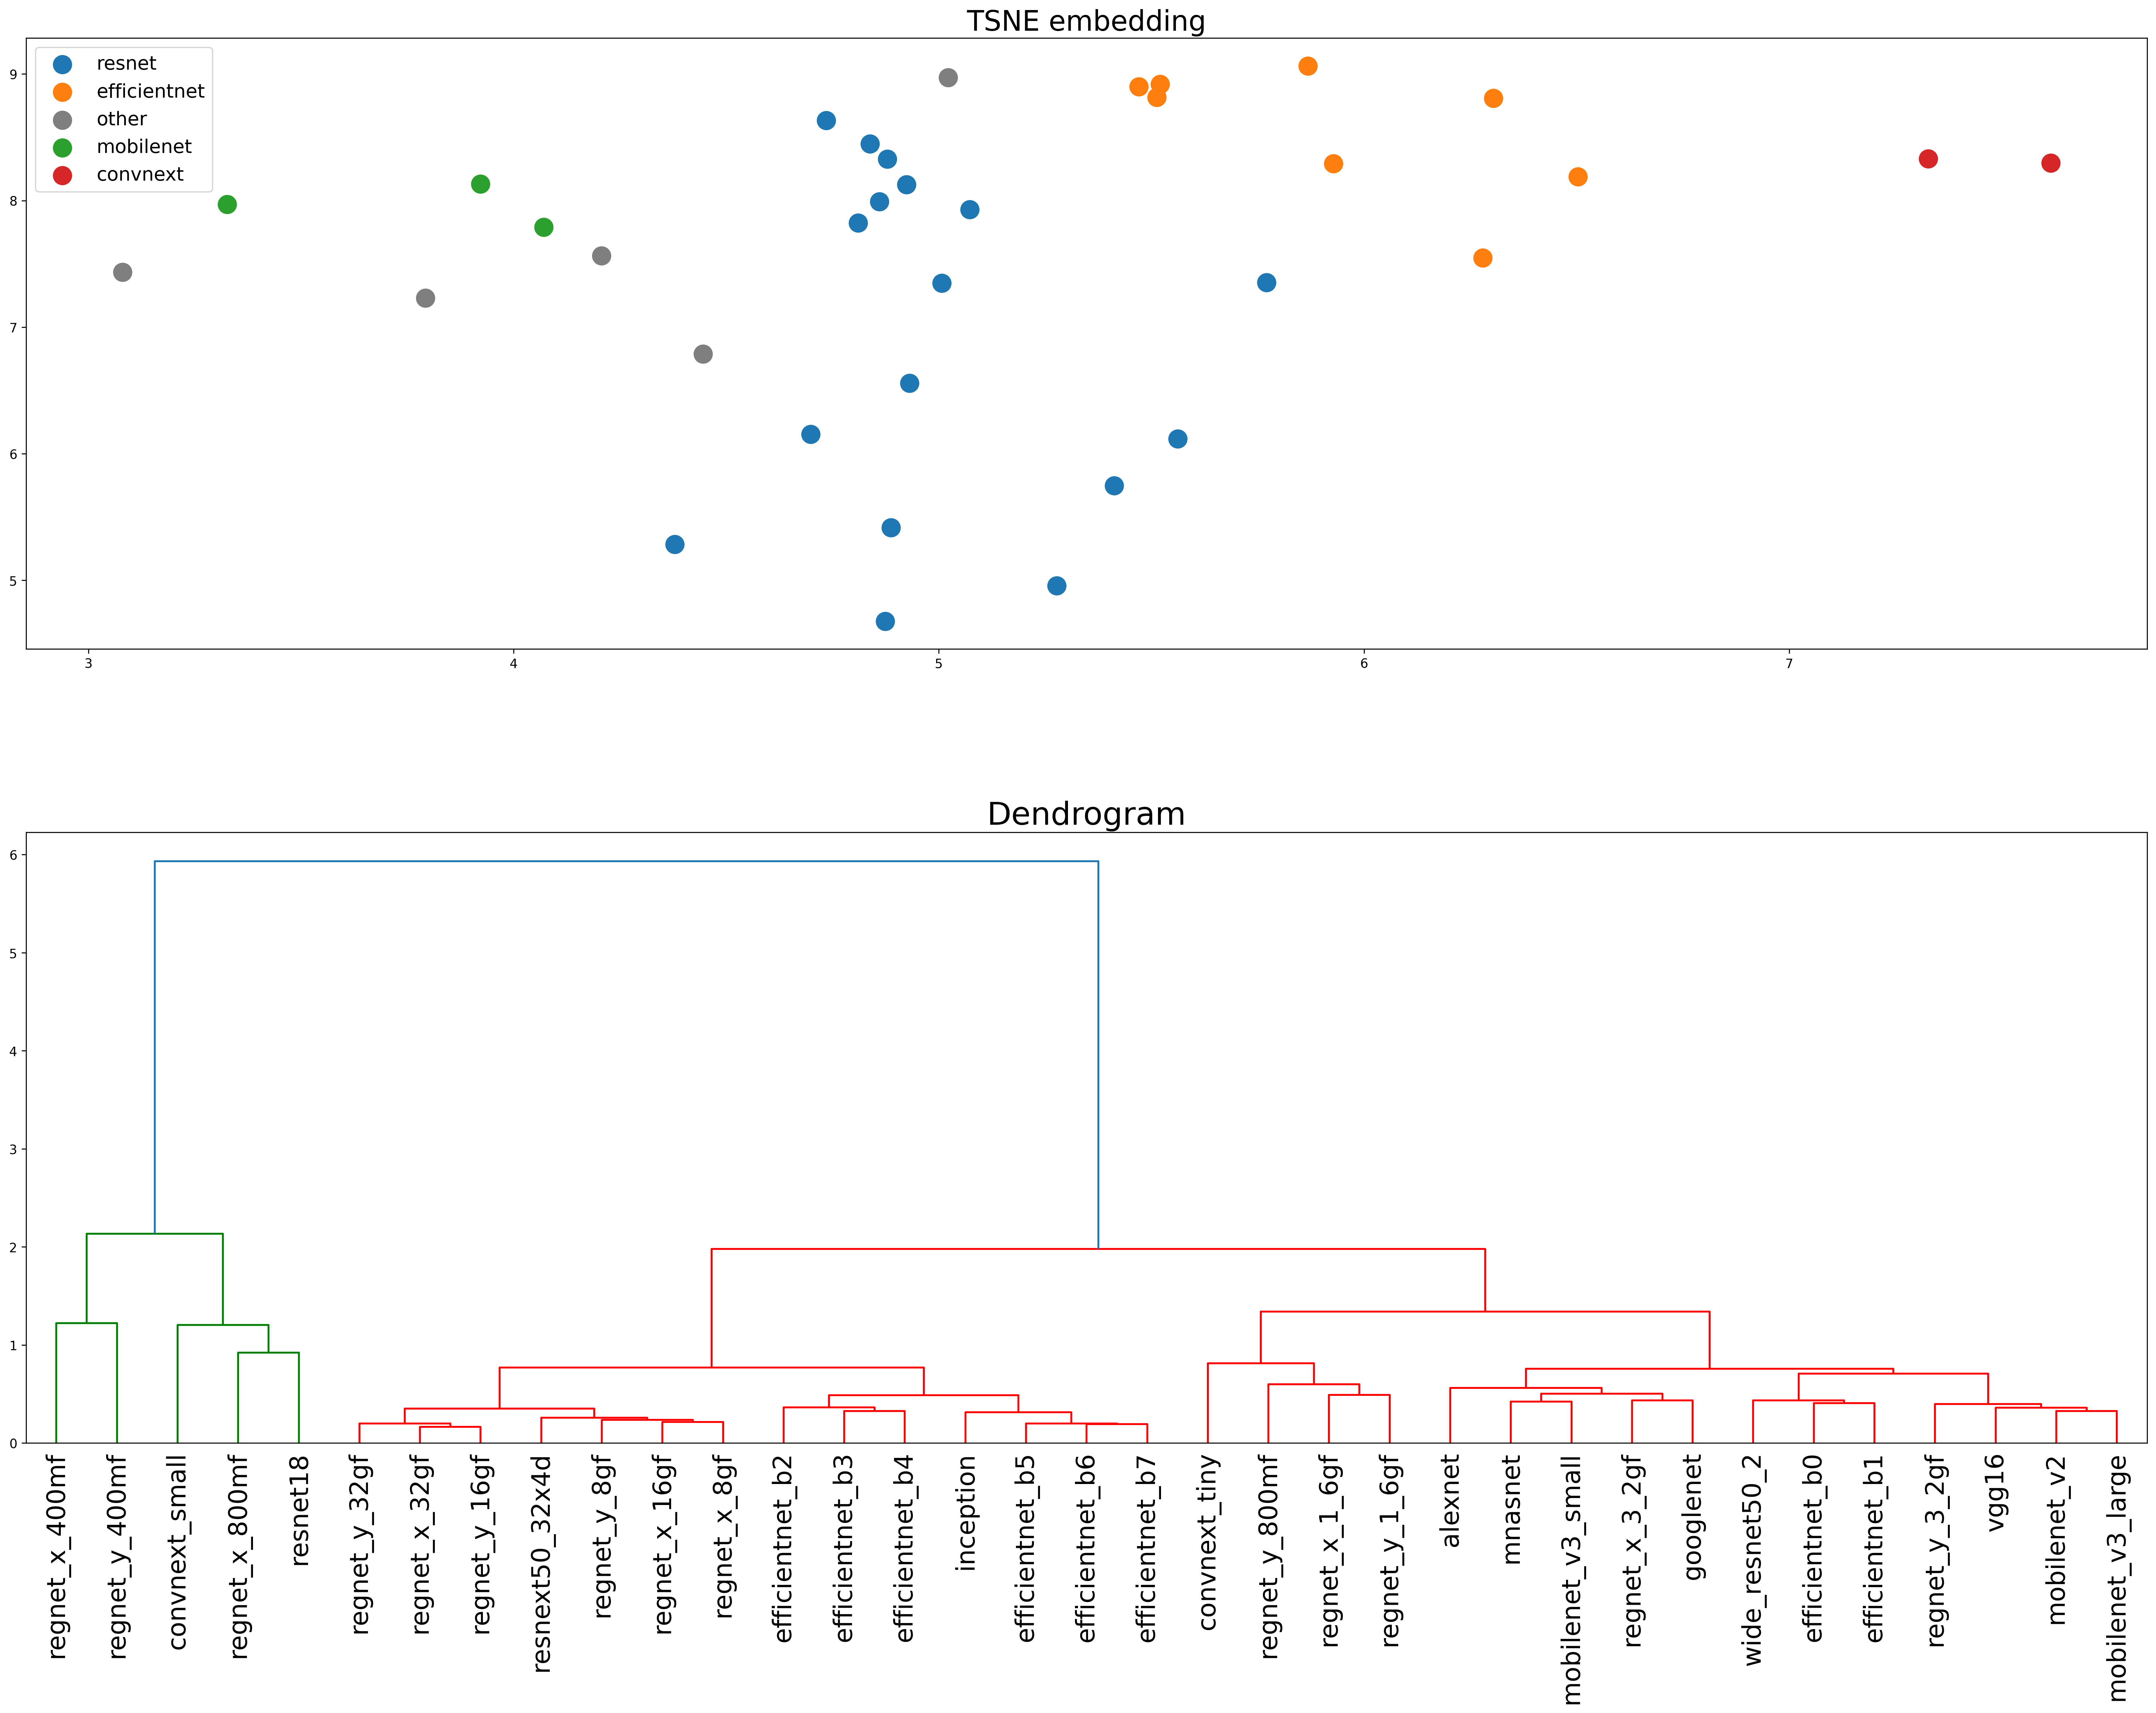 TSNE embedding
resnet
efficientnet
other
mobilenet
convnext
9
8
7
6
5
3 4 5 6 7
Dendrogram
6
5
4
3
2
1
0
regnet_x_400mf
regnet_y_400mf
convnext_small
regnet_x_800mf
resnet18
regnet_y_32gf
regnet_x_32gf
regnet_y_16gf
resnext50_32x4d
regnet_y_8gf
regnet_x_16gf
regnet_x_8gf
efficientnet_b2
efficientnet_b3
efficientnet_b4
inception
efficientnet_b5
efficientnet_b6
efficientnet_b7
convnext_tiny
regnet_y_800mf
regnet_x_1_6gf
regnet_y_1_6gf
alexnet
mnasnet
mobilenet_v3_small
regnet_x_3_2gf
googlenet
wide_resnet50_2
efficientnet_b0
efficientnet_b1
regnet_y_3_2gf
vgg16
mobilenet_v2
mobilenet_v3_large